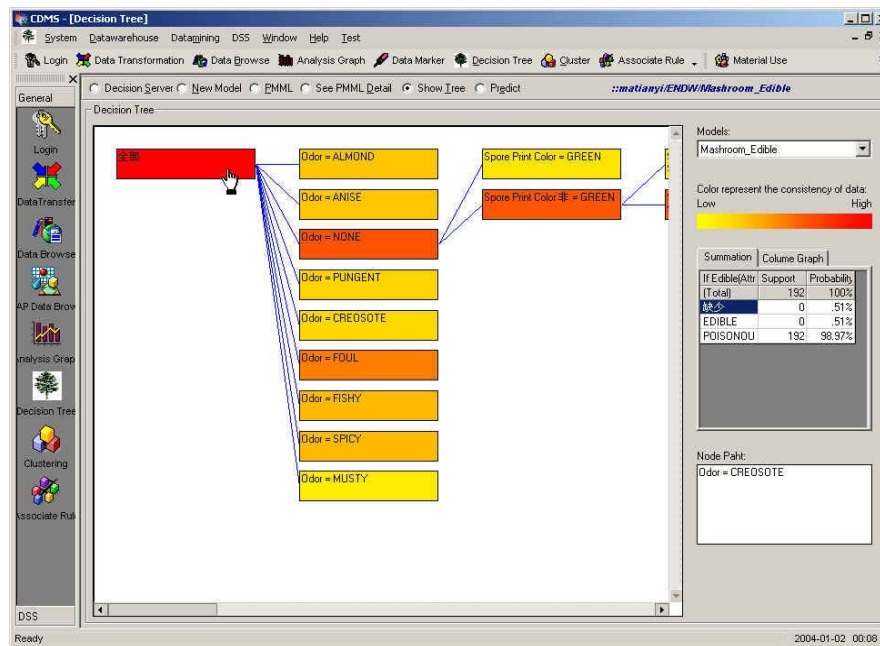 CDMS - [Decision Tree]
System Datawarehouse Datamining DSS Window Help Test
Login Data Transformation Data Browse Analysis Graph Data Marker Decision Tree Cluster Associate Rule Material Use
General
Decision Server New Model PMML See PMML Detail Show Tree Predict ::matianyi/ENDW/Mashroom_Edible
Decision Tree
Login
DataTransfer
Data Browse
AP Data Brow
Analysis Grap
Decision Tree
Clustering
Associate Rul
DSS
全部
Odor = ALMOND
Odor = ANISE
Odor = NONE
Odor = PUNGENT
Odor = CREOSOTE
Odor = FOUL
Odor = FISHY
Odor = SPICY
Odor = MUSTY
Spore Print Color = GREEN
Spore Print Color 非 = GREEN
Models:
Mashroom_Edible
Color represent the consistency of data:
Low High
Summation Colume Graph
If Edible(Attr Support Probability
(Total) 192 100%
缺少 0 .51%
EDIBLE 0 .51%
POISONOU 192 98.97%
Node Paht:
Odor = CREOSOTE
Ready 2004-01-02 00:08